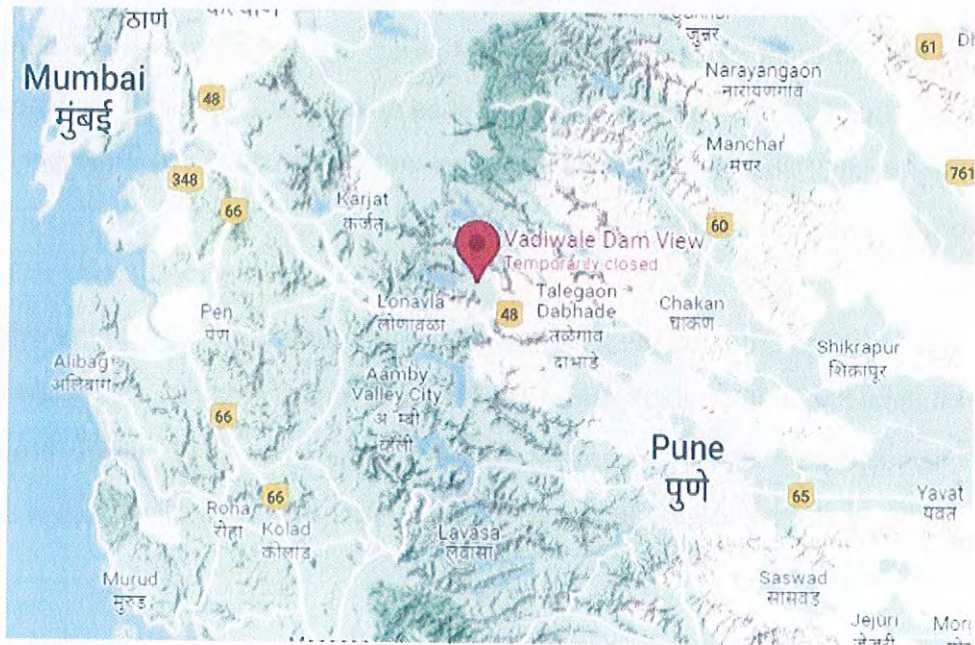 ठाणे
जुन्नर
61
Mumbai
मुंबई
48
Narayangaon
नारायणगाव
Manchar
मंचर
348
66
761
Karjat
कर्जत
60
Vadiwale Dam View
Temporarily closed
Lonavla
लोणावळा
48
Talegaon
Dabhade
तळेगाव
दाभाडे
Chakan
चाकण
Pen
पेण
Shikrapur
शिक्रापूर
Alibag
अलिबाग
Aamby
Valley City
अ म्बी
व्हॅली
66
Pune
पुणे
66
65
Yavat
यवत
Roha
रोहा
Kolad
कोलाड
Lavasa
लवासा
Murud
मुरुड
Saswad
सासवड
Jejuri
जेजुरी